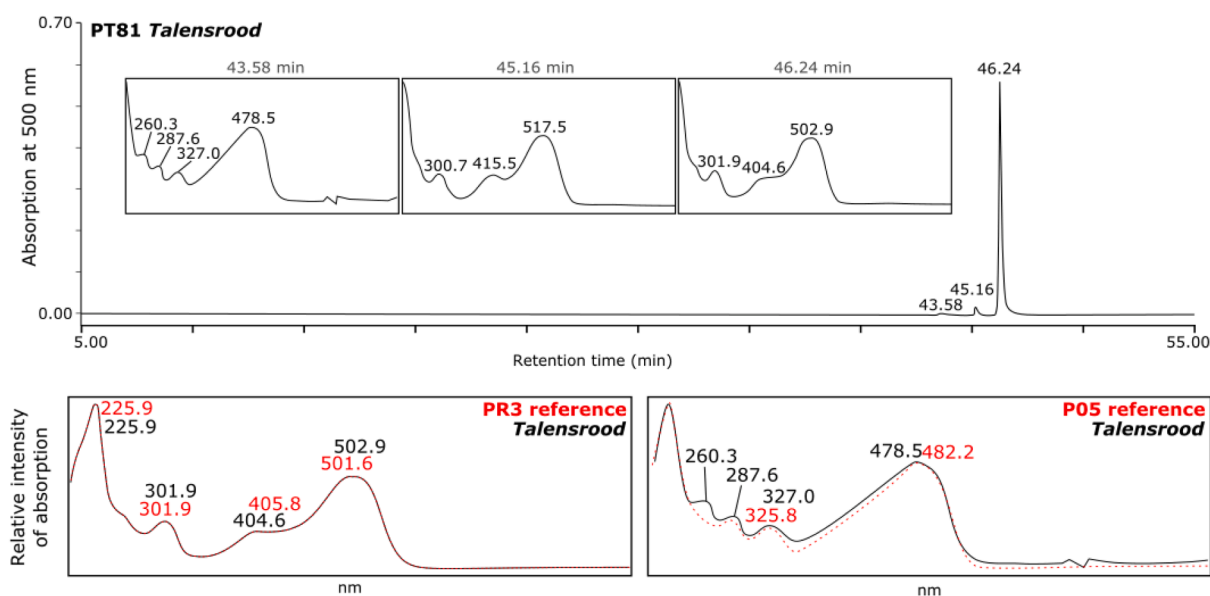 0.70
PT81 Talensrood
43.58 min
45.16 min
46.24 min
46.24
260.3
287.6
327.0
478.5
300.7
415.5
517.5
301.9
404.6
502.9
Absorption at 500 nm
43.58
45.16
0.00
5.00
55.00
Retention time (min)
Relative intensity
of absorption
225.9
225.9
301.9
301.9
405.8
404.6
502.9
501.6
PR3 reference
Talensrood
nm
260.3
287.6
327.0
325.8
478.5
482.2
P05 reference
Talensrood
nm